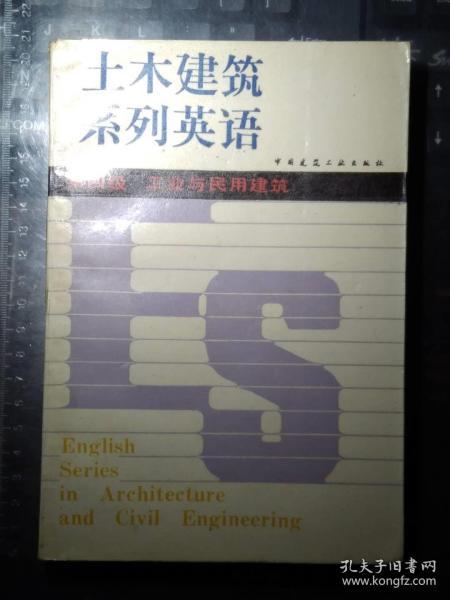 土木建筑
系列英语
中国建筑工业出版社
工业与民用建筑
English
Series
in Architecture
and Civil Engineering
孔夫子旧书网
www.kongfz.com